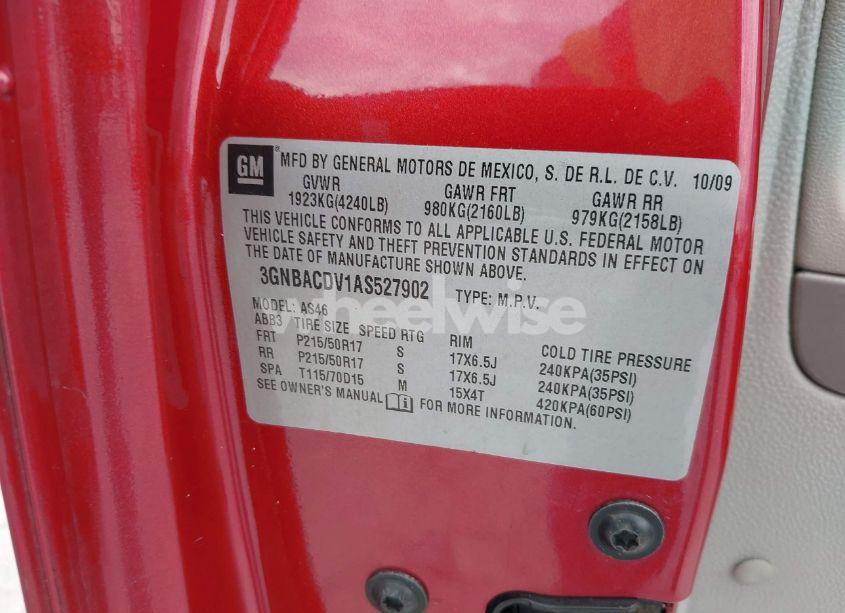 GM ® MFD BY GENERAL MOTORS DE MEXICO, S. DE R.L. DE C.V. 10/09
GVWR GAWR FRT GAWR RR
1923KG(4240LB) 980KG(2160LB) 979KG(2158LB)
THIS VEHICLE CONFORMS TO ALL APPLICABLE U.S. FEDERAL MOTOR
VEHICLE SAFETY AND THEFT PREVENTION STANDARDS IN EFFECT ON
THE DATE OF MANUFACTURE SHOWN ABOVE.
3GNBACDV1AS527902 TYPE: M.P.V.
wheelwise
MODEL: AS46
ABB3 TIRE SIZE SPEED RTG RIM COLD TIRE PRESSURE
FRT P215/50R17 S 17X6.5J 240KPA(35PSI)
RR P215/50R17 S 17X6.5J 240KPA(35PSI)
SPA T115/70D15 M 15X4T 420KPA(60PSI)
SEE OWNER'S MANUAL i FOR MORE INFORMATION.